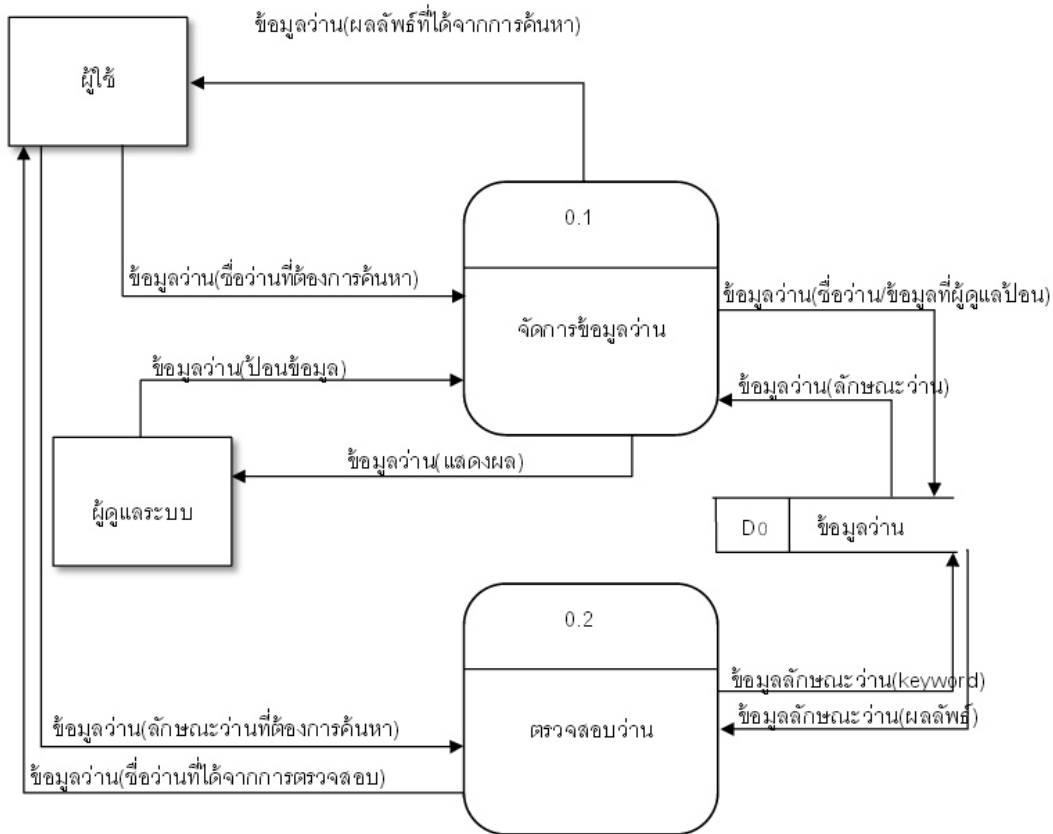 ข้อมูลว่าน(ผลลัพธ์ที่ได้จากการค้นหา)
ผู้ใช้
0.1
ข้อมูลว่าน(ชื่อว่านที่ต้องการค้นหา)
ข้อมูลว่าน(ชื่อว่าน/ข้อมูลที่ผู้ดูแลป้อน)
จัดการข้อมูลว่าน
ข้อมูลว่าน(ป้อนข้อมูล)
ข้อมูลว่าน(ลักษณะว่าน)
ข้อมูลว่าน(แสดงผล)
ผู้ดูแลระบบ
D0 ข้อมูลว่าน
0.2
ข้อมูลลักษณะว่าน(keyword)
ข้อมูลลักษณะว่าน(ผลลัพธ์)
ข้อมูลว่าน(ลักษณะว่านที่ต้องการค้นหา)
ตรวจสอบว่าน
ข้อมูลว่าน(ชื่อว่านที่ได้จากการตรวจสอบ)